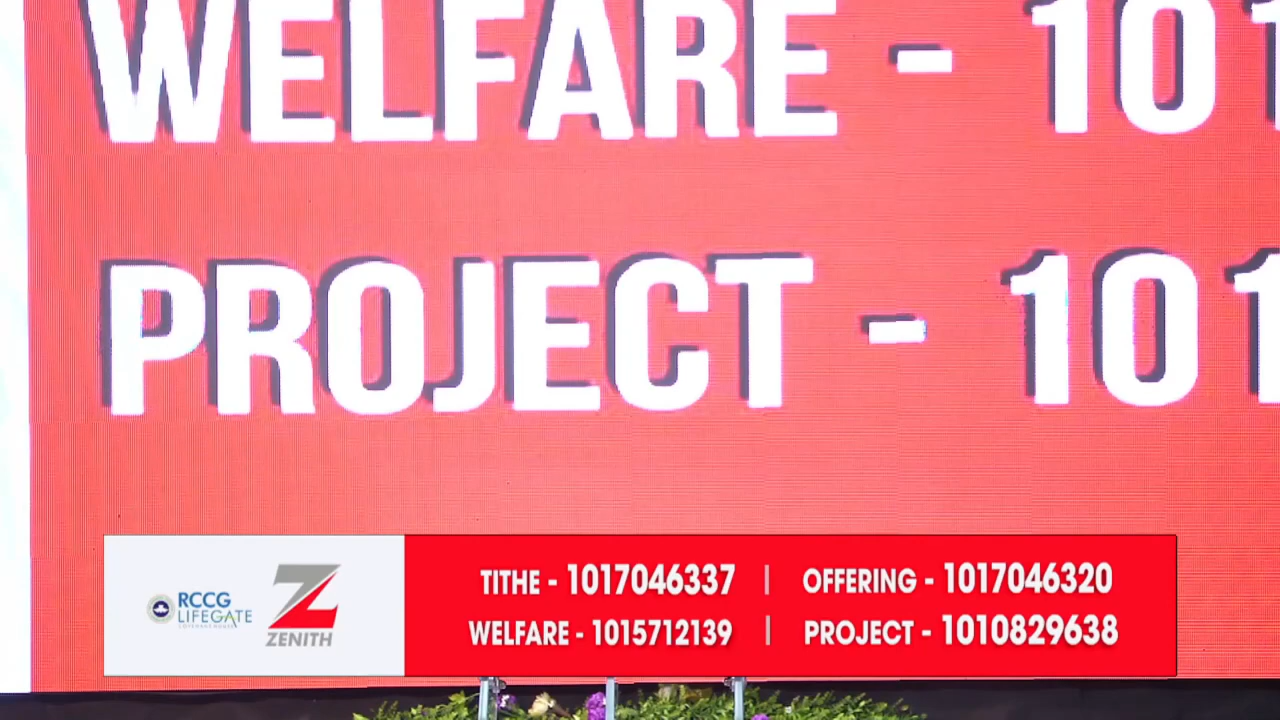 WELFARE - 101
PROJECT - 101
TITHE - 1017046337 | OFFERING - 1017046320
WELFARE - 1015712139 | PROJECT - 1010829638
RCCG
LIFEGATE
ZENITH